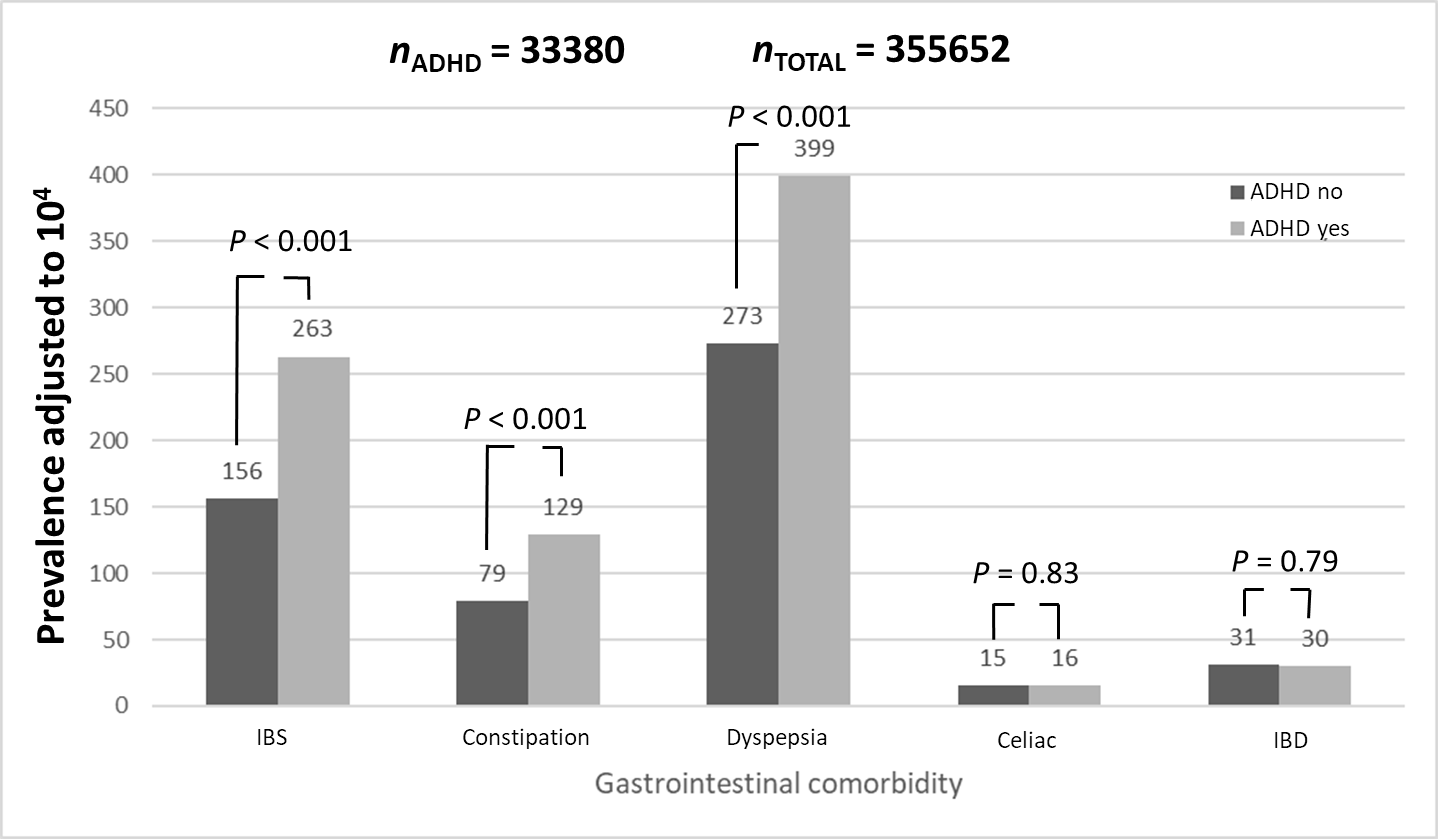 nADHD = 33380 nTOTAL = 355652
Prevalence adjusted to 10⁴
450
400
350
300
250
200
150
100
50
0
P < 0.001
156
263
P < 0.001
79
129
P < 0.001
273
399
P = 0.83
15
16
P = 0.79
31
30
ADHD no
ADHD yes
IBS Constipation Dyspepsia Celiac IBD
Gastrointestinal comorbidity